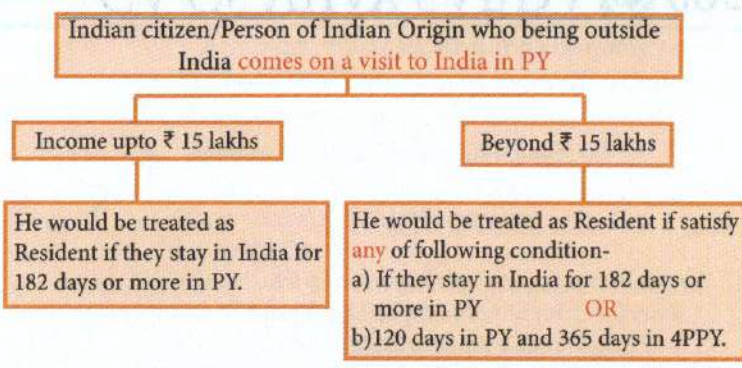 Indian citizen/Person of Indian Origin who being outside
India comes on a visit to India in PY
Income upto ₹ 15 lakhs
Beyond ₹ 15 lakhs
He would be treated as
Resident if they stay in India for
182 days or more in PY.
He would be treated as Resident if satisfy
any of following condition-
a) If they stay in India for 182 days or
more in PY OR
b)120 days in PY and 365 days in 4PPY.